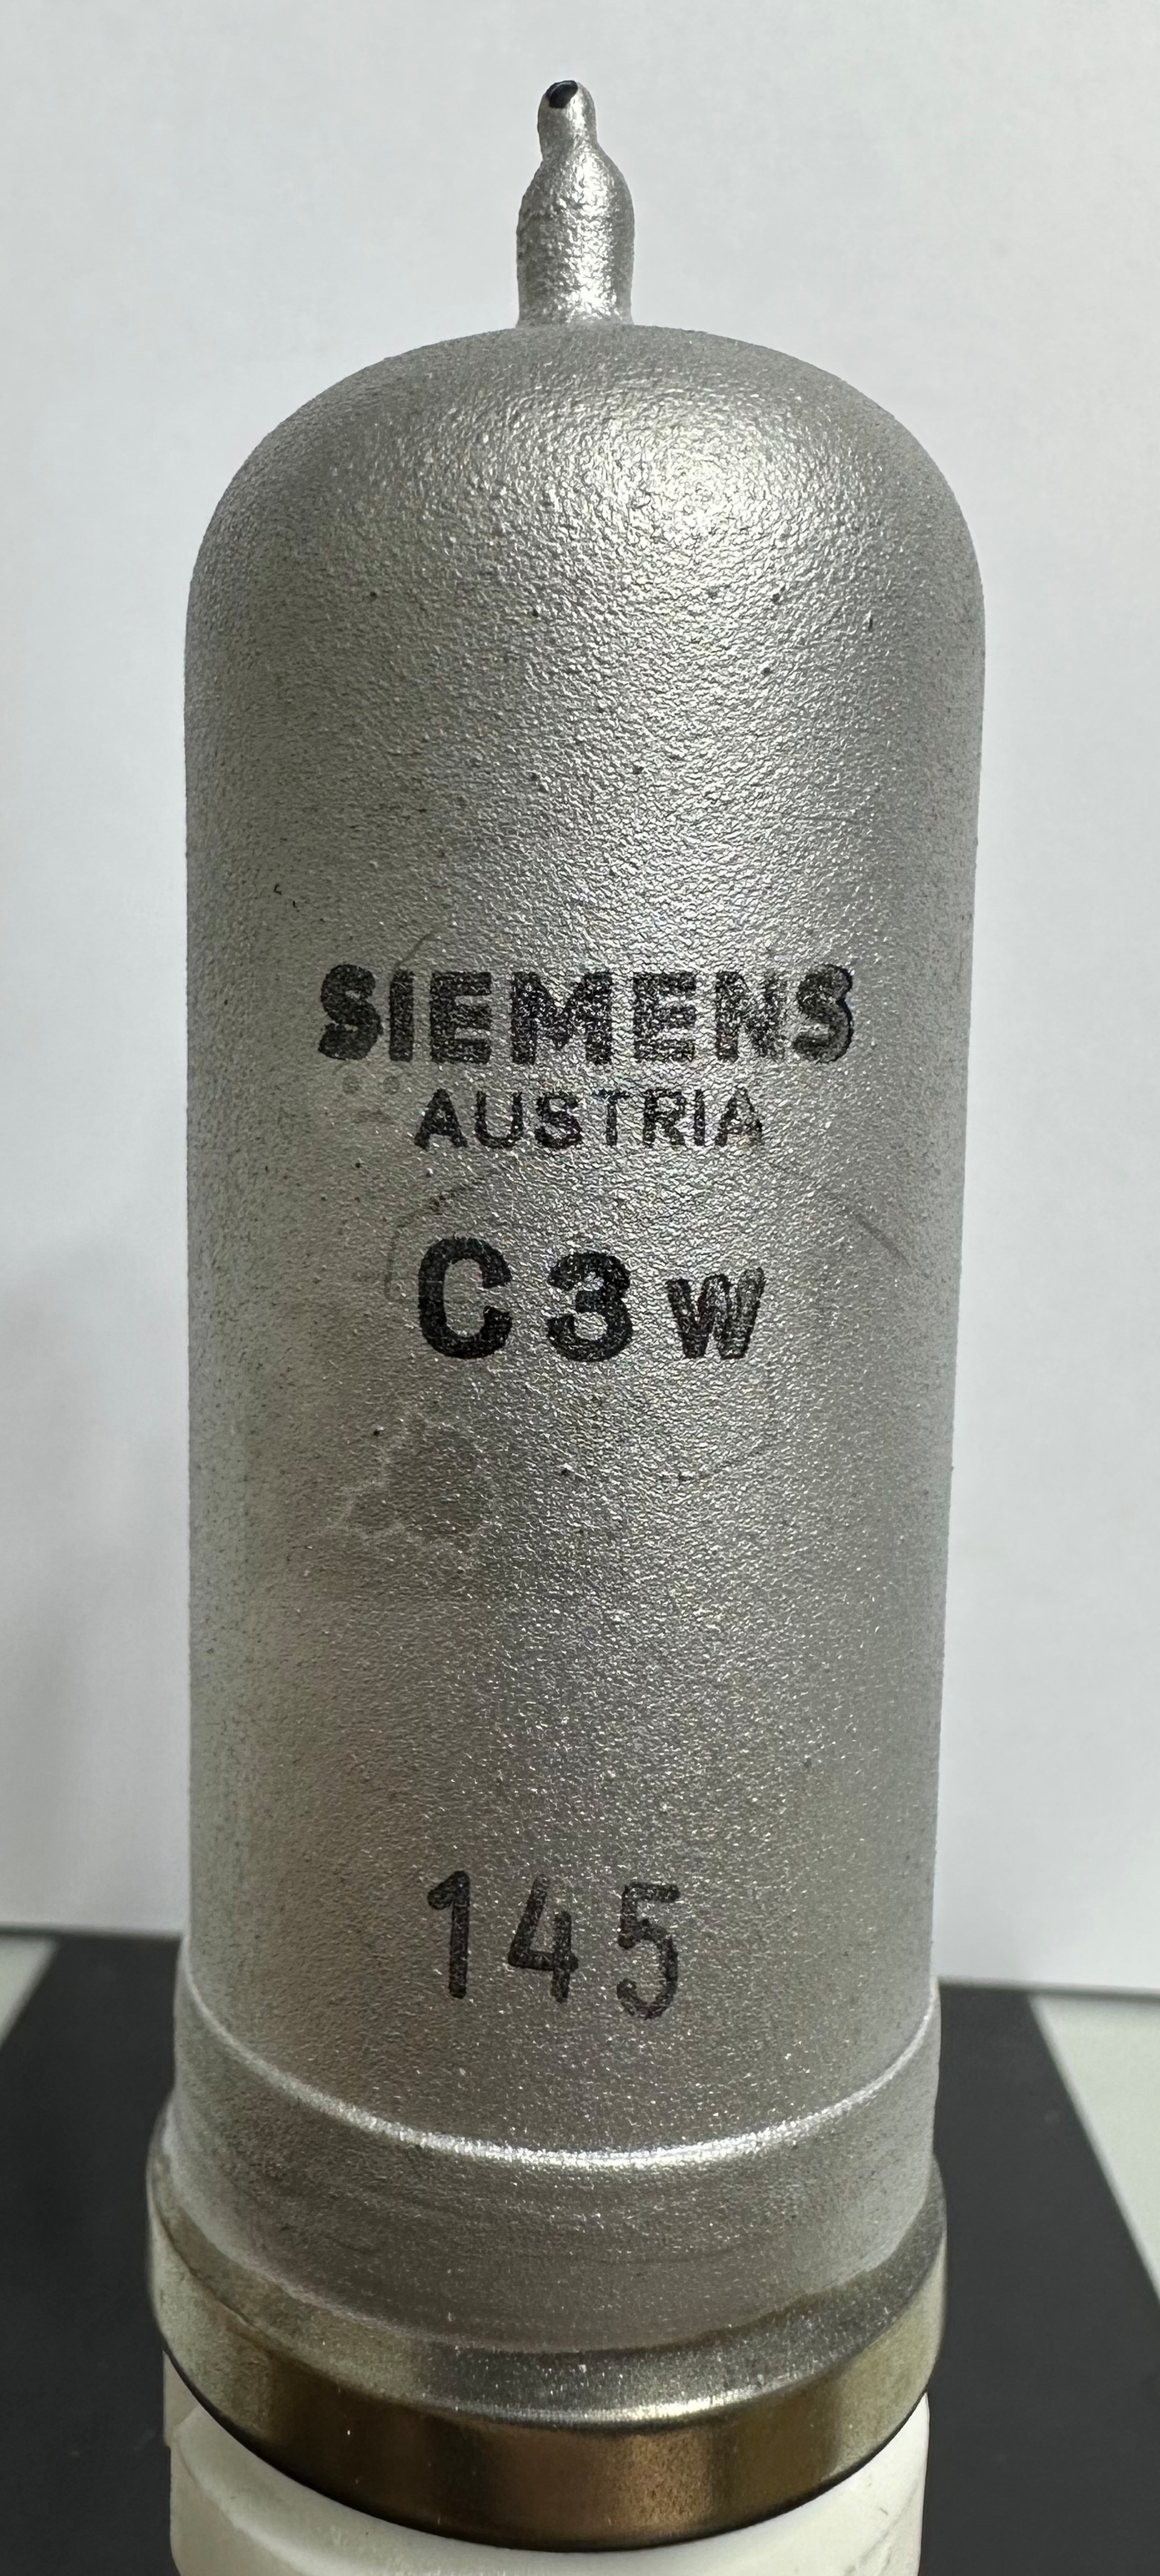 SIEMENS
AUSTRIA
C3w
145